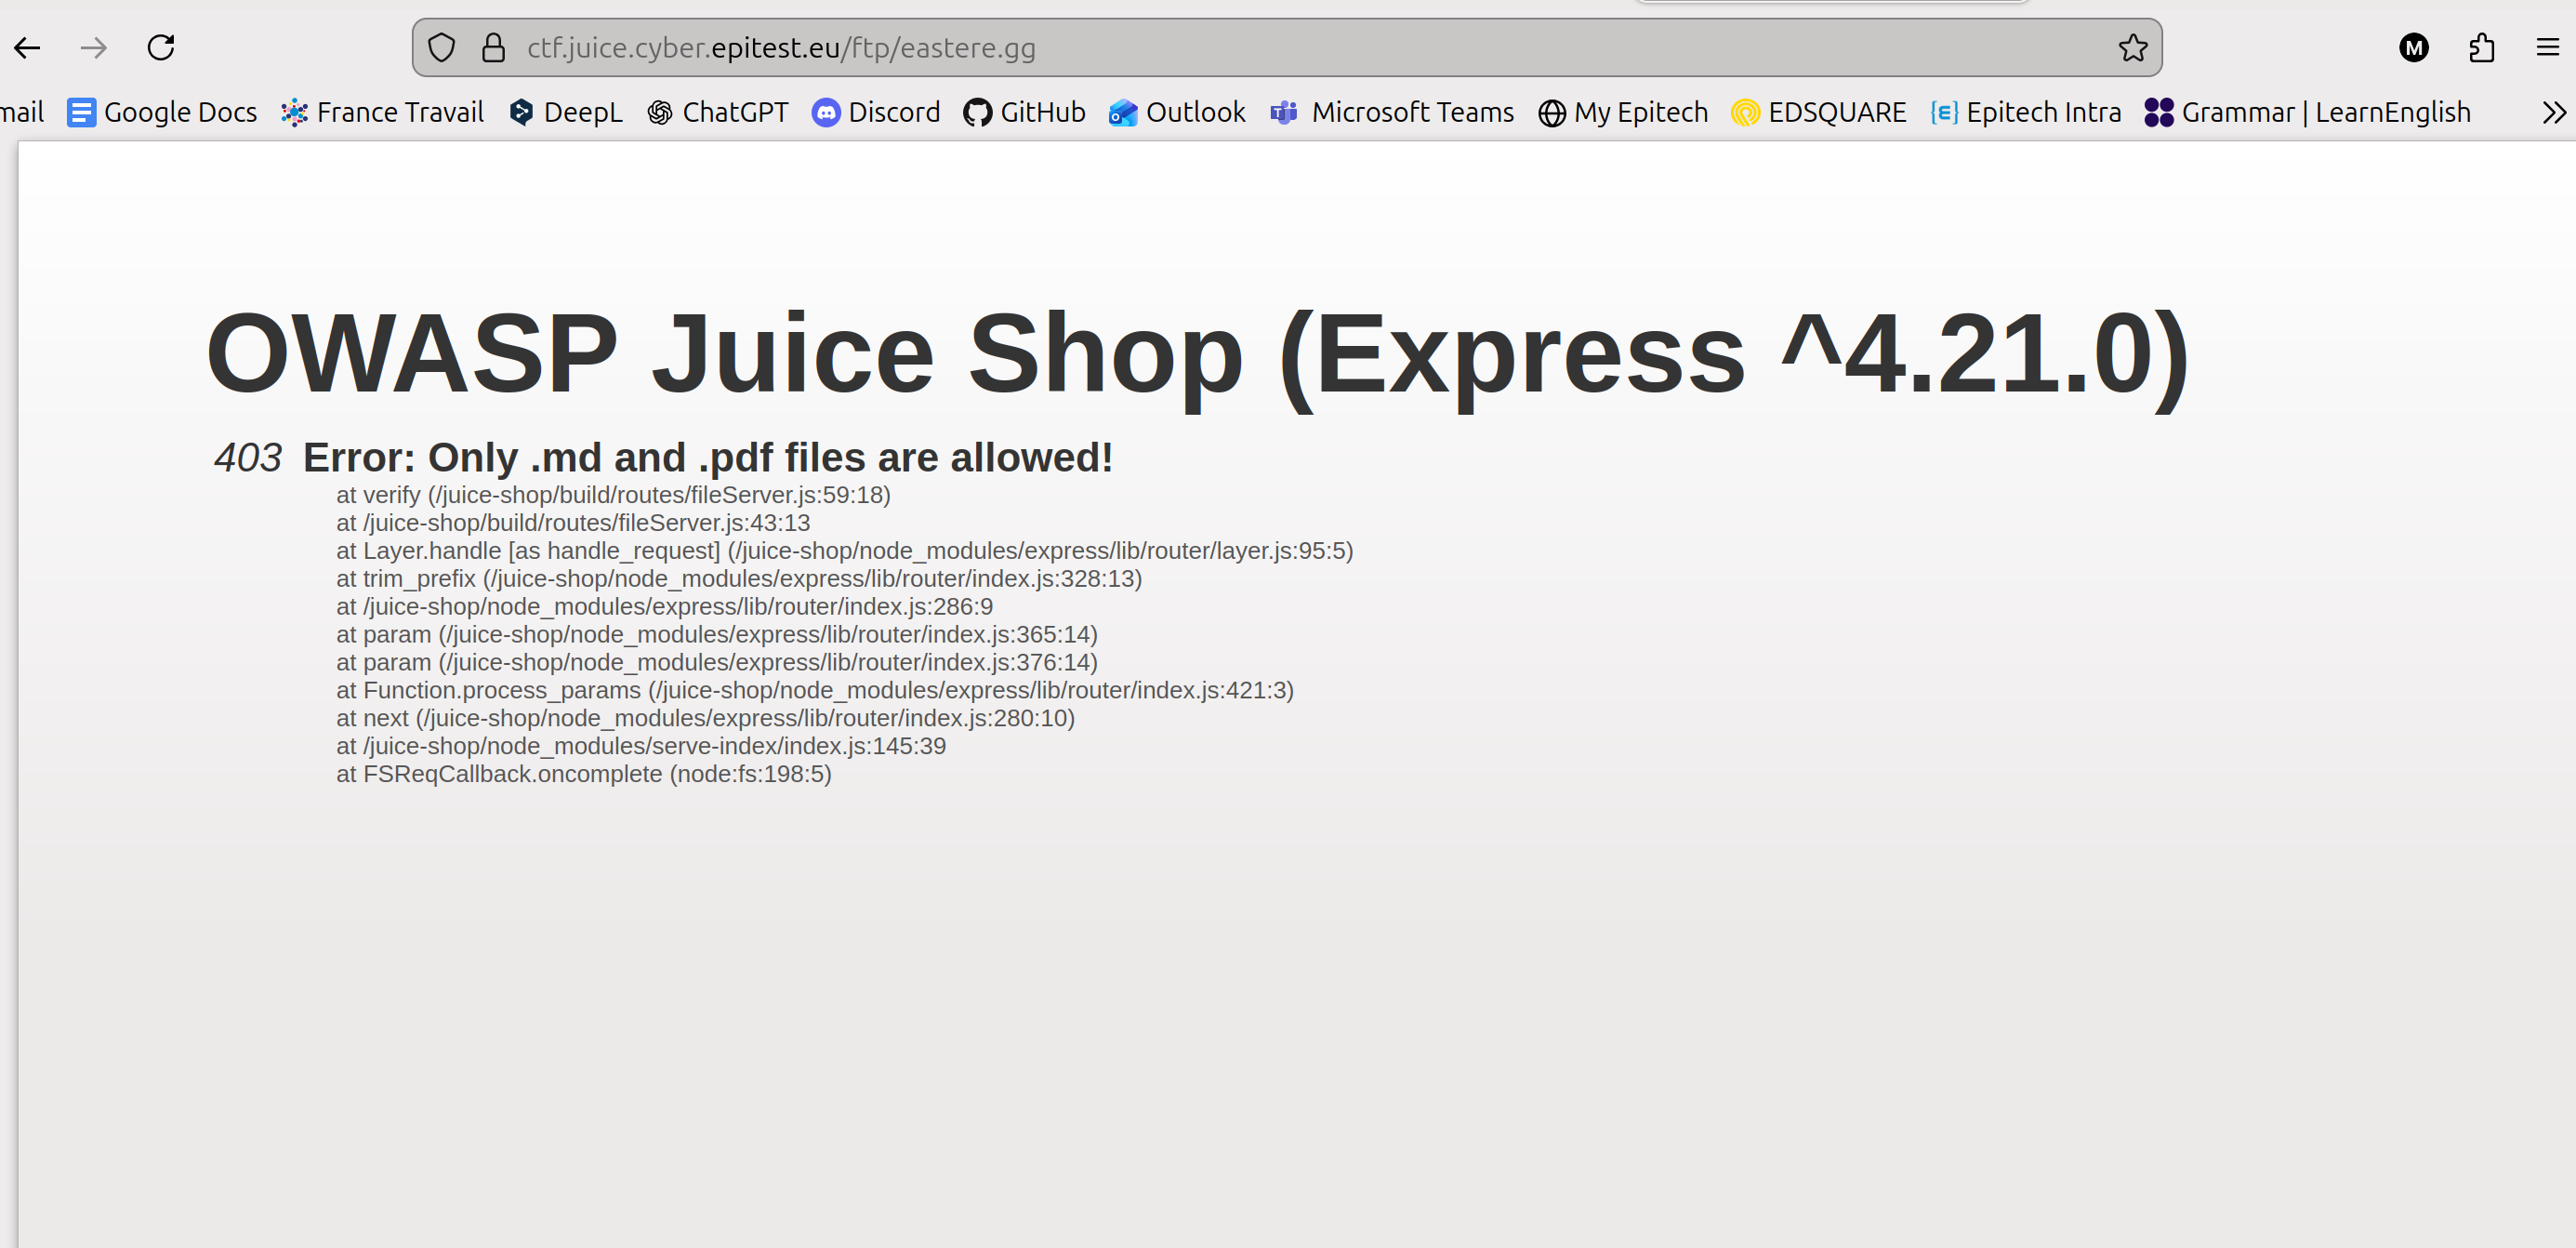 ctf.juice.cyber.epitest.eu/ftp/eastere.gg
M
mail Google Docs France Travail DeepL ChatGPT Discord GitHub Outlook Microsoft Teams My Epitech EDSQUARE Epitech Intra Grammar | LearnEnglish
OWASP Juice Shop (Express ^4.21.0)
403 Error: Only .md and .pdf files are allowed!
at verify (/juice-shop/build/routes/fileServer.js:59:18)
at /juice-shop/build/routes/fileServer.js:43:13
at Layer.handle [as handle_request] (/juice-shop/node_modules/express/lib/router/layer.js:95:5)
at trim_prefix (/juice-shop/node_modules/express/lib/router/index.js:328:13)
at /juice-shop/node_modules/express/lib/router/index.js:286:9
at param (/juice-shop/node_modules/express/lib/router/index.js:365:14)
at param (/juice-shop/node_modules/express/lib/router/index.js:376:14)
at Function.process_params (/juice-shop/node_modules/express/lib/router/index.js:421:3)
at next (/juice-shop/node_modules/express/lib/router/index.js:280:10)
at /juice-shop/node_modules/serve-index/index.js:145:39
at FSReqCallback.oncomplete (node:fs:198:5)